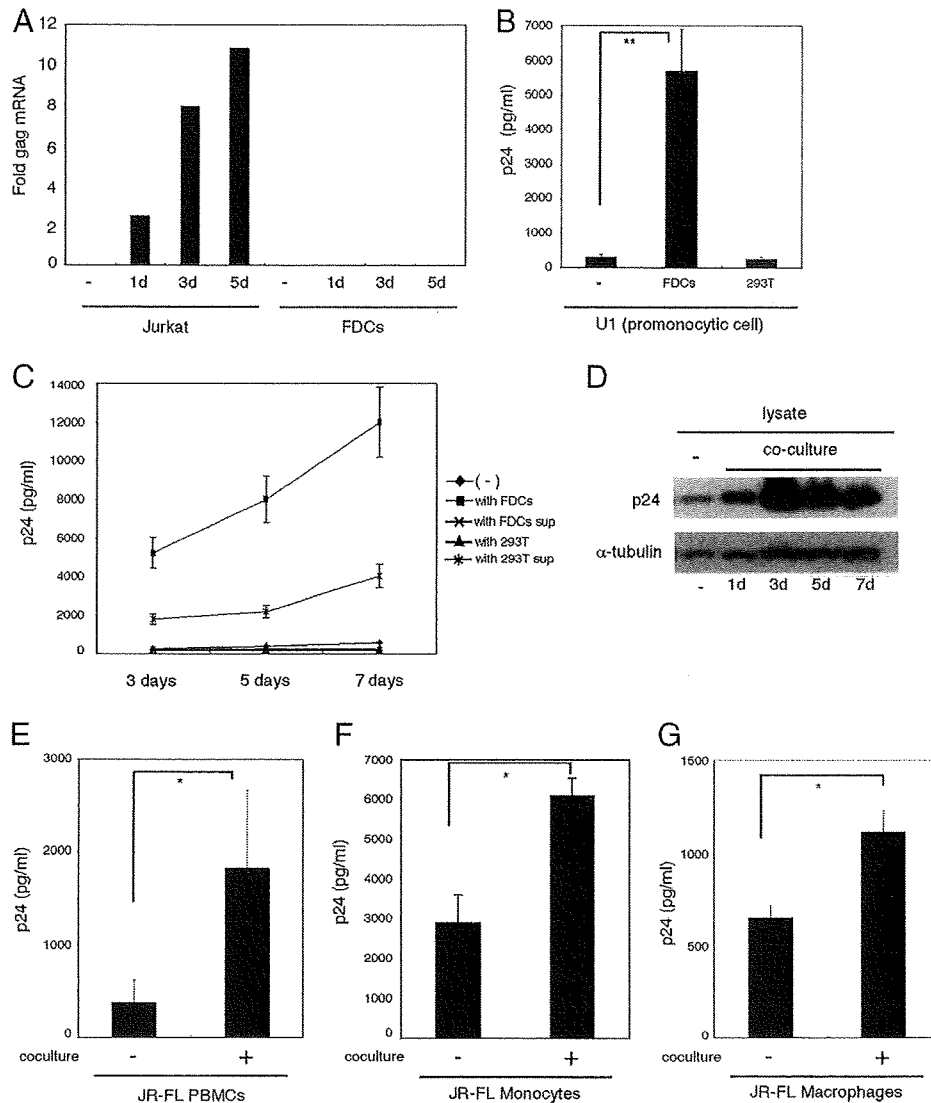 A
12
10
8
6
4
2
0
Fold gag mRNA
- 1d 3d 5d - 1d 3d 5d
Jurkat FDCs
B
7000
6000
5000
4000
3000
2000
1000
0
p24 (pg/ml)
**
- FDCs 293T
U1 (promonocytic cell)
C
14000
12000
10000
8000
6000
4000
2000
0
p24 (pg/ml)
3 days 5 days 7 days
(-)
with FDCs
with FDCs sup
with 293T
with 293T sup
D
lysate
- co-culture
p24
α-tubulin
- 1d 3d 5d 7d
E
3000
2000
1000
0
p24 (pg/ml)
*
coculture - +
JR-FL PBMCs
F
7000
6000
5000
4000
3000
2000
1000
0
p24 (pg/ml)
*
coculture - +
JR-FL Monocytes
G
1500
1000
500
0
p24 (pg/ml)
*
coculture - +
JR-FL Macrophages